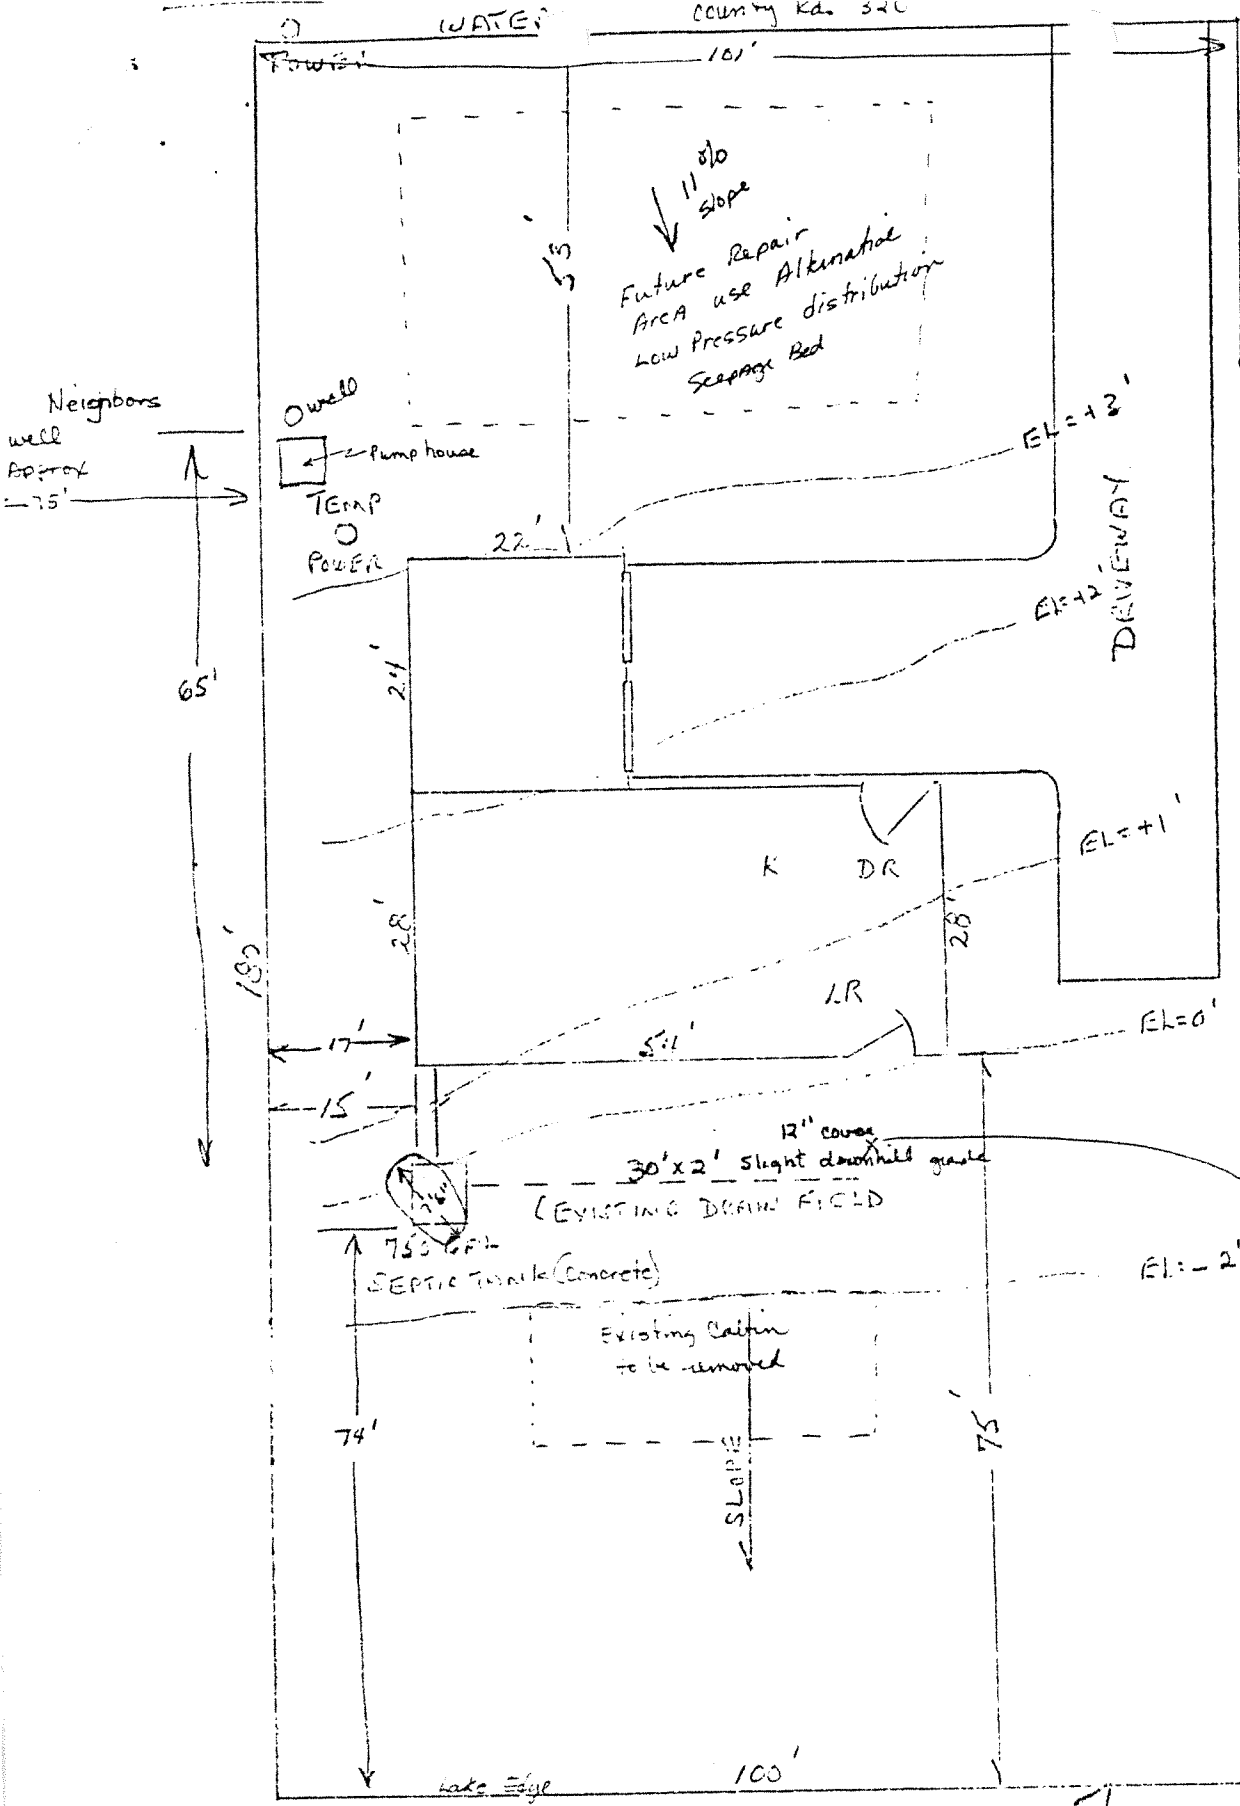 WATER
County Rd.
POWER
101'
11%
slope
Future Repair
Area use Alternative
Low Pressure distribution
Seepage Bed
Neighbors
well
Approx
75'
well
Pump house
TEMP
POWER
22'
EL=+3'
EL=+2'
DRIVEWAY
65'
24'
EL=+1'
K DR
28'
28'
LR
EL=0'
17'
15'
12" cover
30' x 2' Slight downhill grade
(EXISTING DRAIN FIELD
750 GAL
SEPTIC TANK (Concrete)
EL=-2'
Existing Cabin
to be removed
74'
75'
SLOPE
Lake Edge
100'